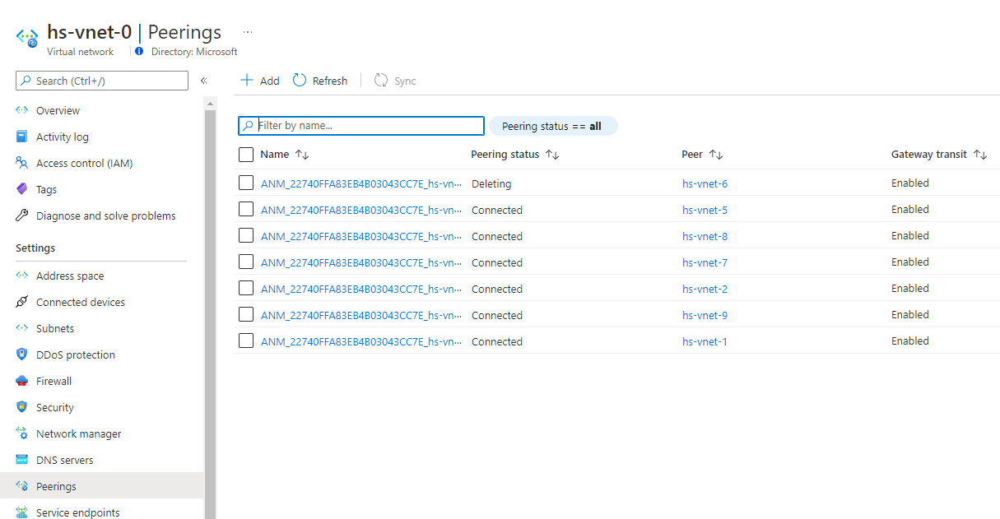 hs-vnet-0 | Peerings ...
Virtual network Directory: Microsoft
Search (Ctrl+/) «
Overview
Activity log
Access control (IAM)
Tags
Diagnose and solve problems
Settings
Address space
Connected devices
Subnets
DDoS protection
Firewall
Security
Network manager
DNS servers
Peerings
Service endpoints
Add Refresh Sync
Filter by name... Peering status == all
Name ↑↓ Peering status ↑↓ Peer ↑↓ Gateway transit ↑↓
ANM_22740FFA83EB4B03043CC7E_hs-vn... Deleting hs-vnet-6 Enabled
ANM_22740FFA83EB4B03043CC7E_hs-vn... Connected hs-vnet-5 Enabled
ANM_22740FFA83EB4B03043CC7E_hs-vn... Connected hs-vnet-8 Enabled
ANM_22740FFA83EB4B03043CC7E_hs-vn... Connected hs-vnet-7 Enabled
ANM_22740FFA83EB4B03043CC7E_hs-vn... Connected hs-vnet-2 Enabled
ANM_22740FFA83EB4B03043CC7E_hs-vn... Connected hs-vnet-9 Enabled
ANM_22740FFA83EB4B03043CC7E_hs-vn... Connected hs-vnet-1 Enabled